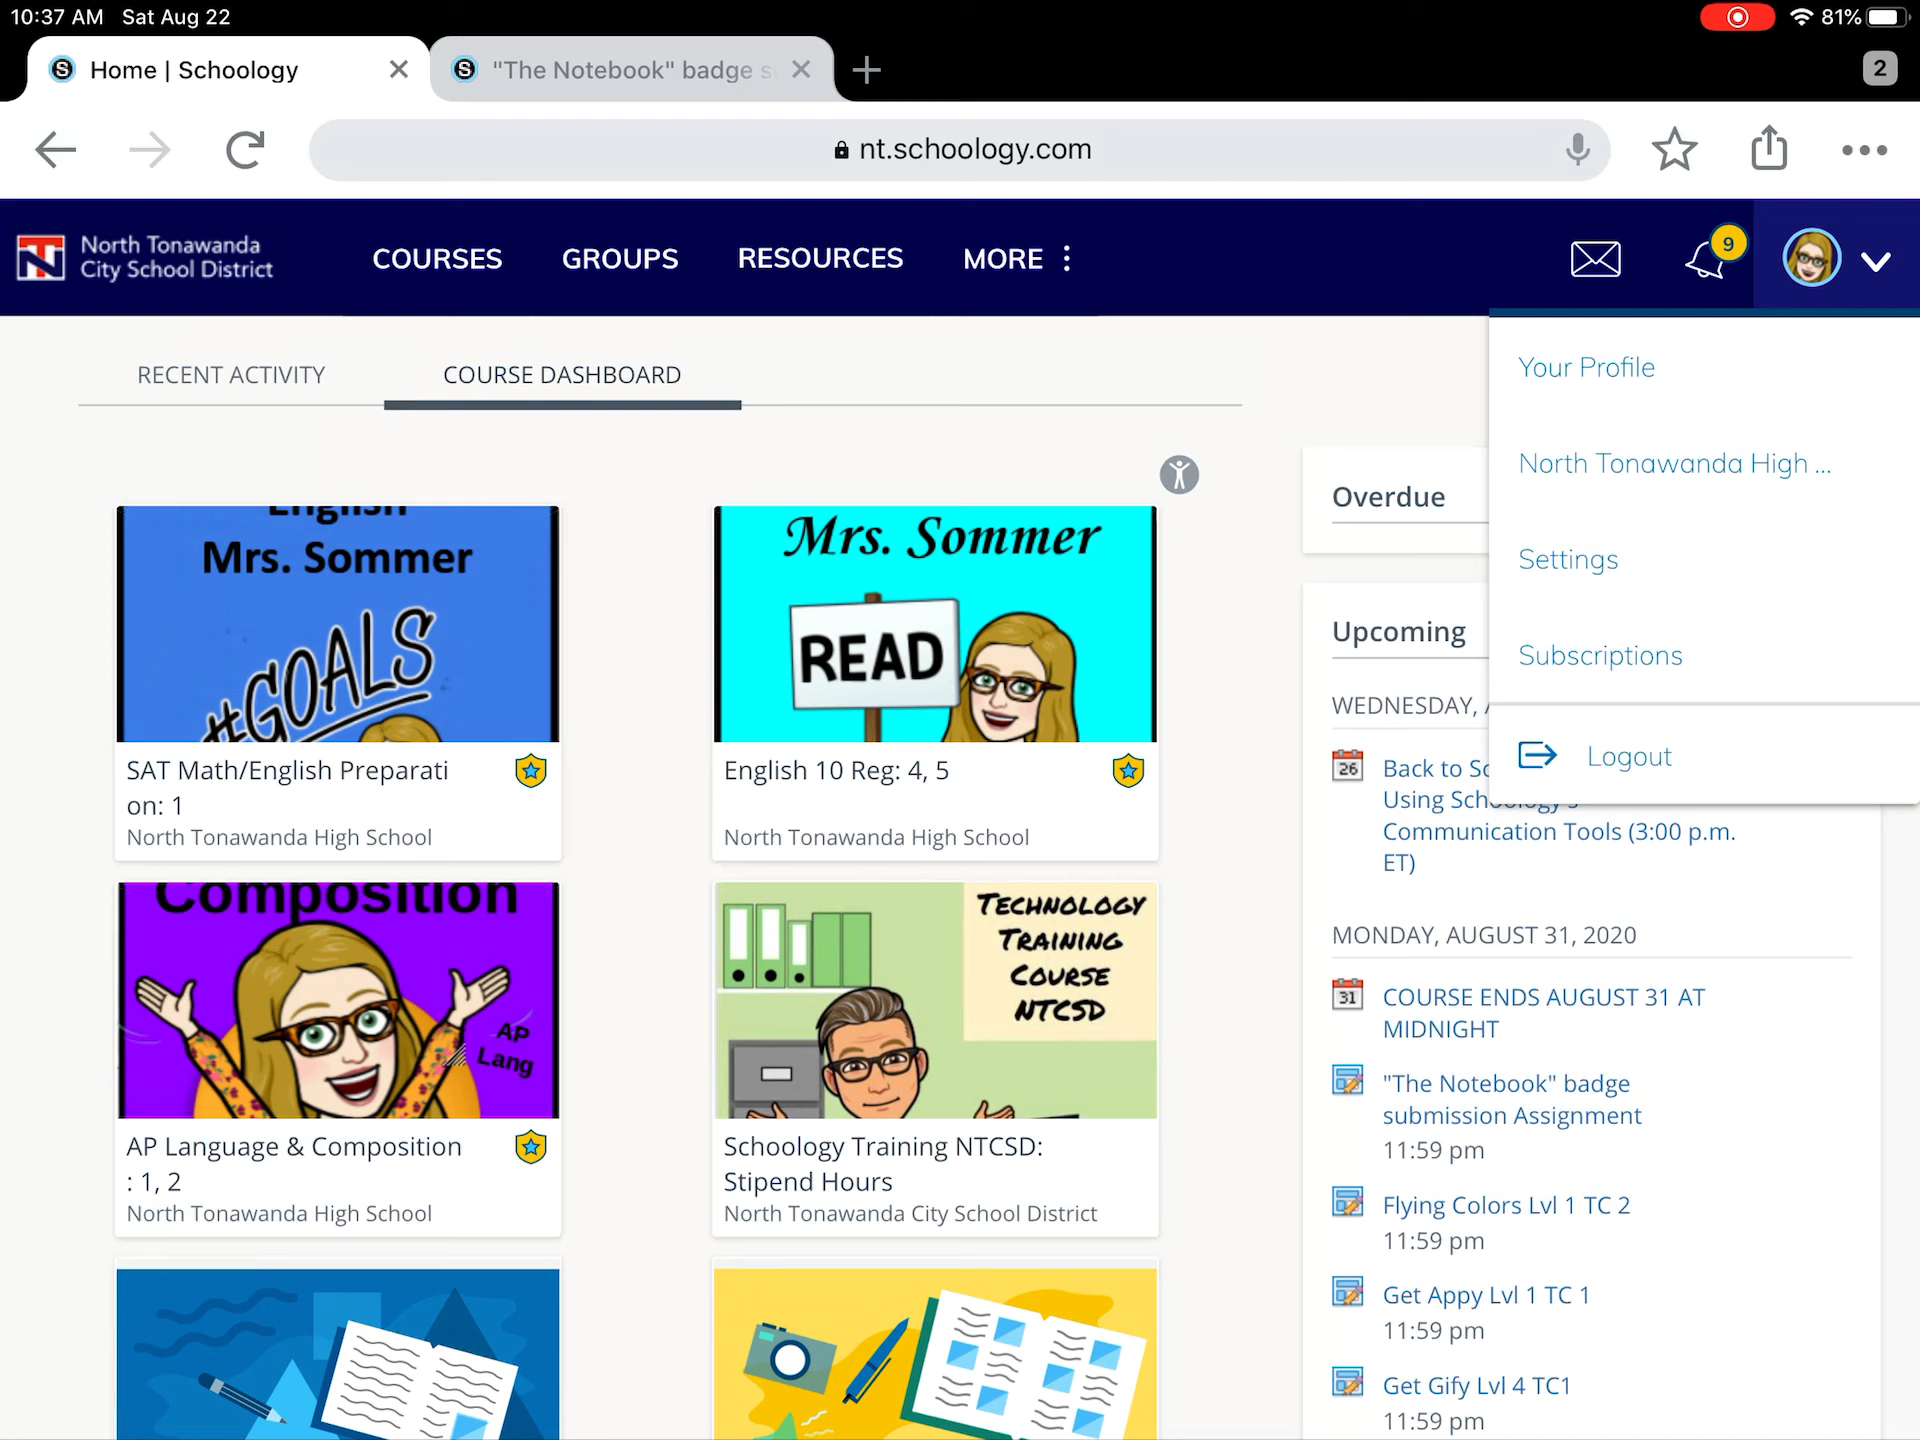 10:37 AM Sat Aug 22
81%
Home | Schoology
"The Notebook" badge s
2
nt.schoology.com
North Tonawanda
City School District
COURSES
GROUPS
RESOURCES
MORE
9
RECENT ACTIVITY
COURSE DASHBOARD
Your Profile
North Tonawanda High ...
Settings
Subscriptions
Logout
English
Mrs. Sommer
#GOALS
SAT Math/English Preparati
on: 1
North Tonawanda High School
Mrs. Sommer
READ
English 10 Reg: 4, 5
North Tonawanda High School
Composition
AP
Lang
AP Language & Composition
: 1, 2
North Tonawanda High School
TECHNOLOGY
TRAINING
COURSE
NTCSD
Schoology Training NTCSD:
Stipend Hours
North Tonawanda City School District
Overdue
Upcoming
WEDNESDAY,
26
Back to
Using Schoology's
Communication Tools (3:00 p.m.
ET)
MONDAY, AUGUST 31, 2020
31
COURSE ENDS AUGUST 31 AT
MIDNIGHT
"The Notebook" badge
submission Assignment
11:59 pm
Flying Colors Lvl 1 TC 2
11:59 pm
Get Appy Lvl 1 TC 1
11:59 pm
Get Gify Lvl 4 TC1
11:59 pm